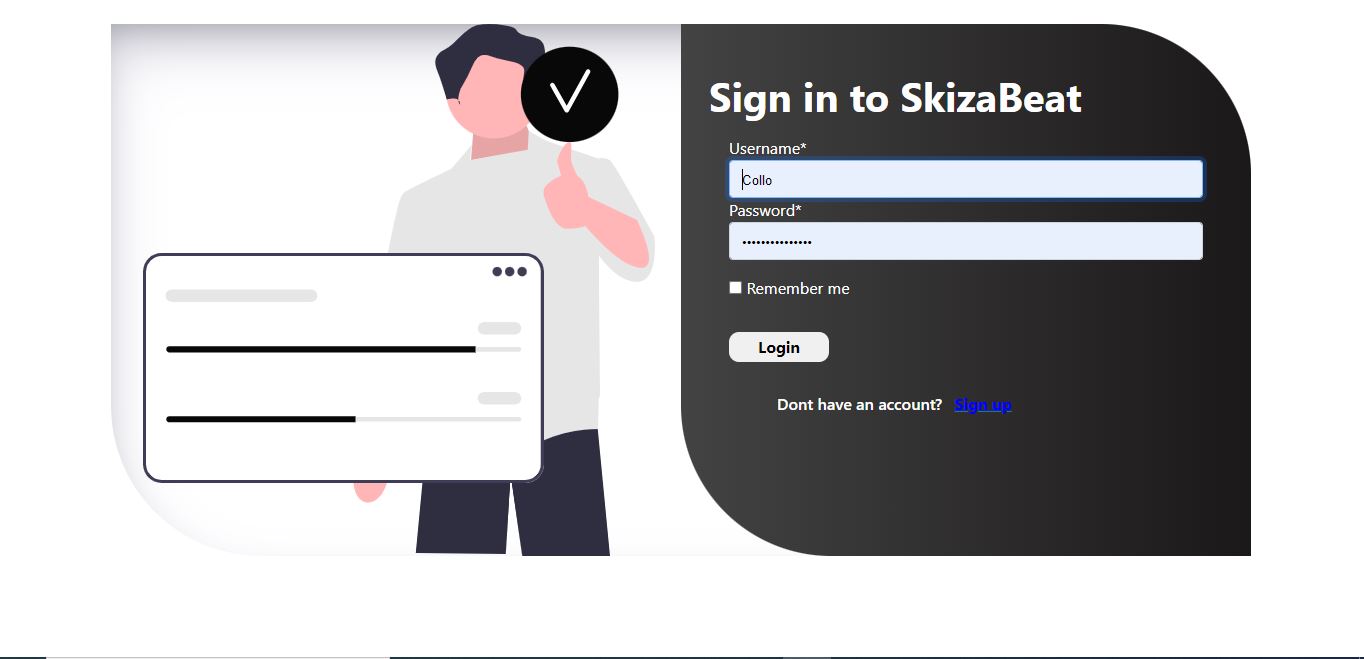 Sign in to SkizaBeat
Username*
Collo
Password*
•••••••••••••••
Remember me
Login
Dont have an account? Sign up